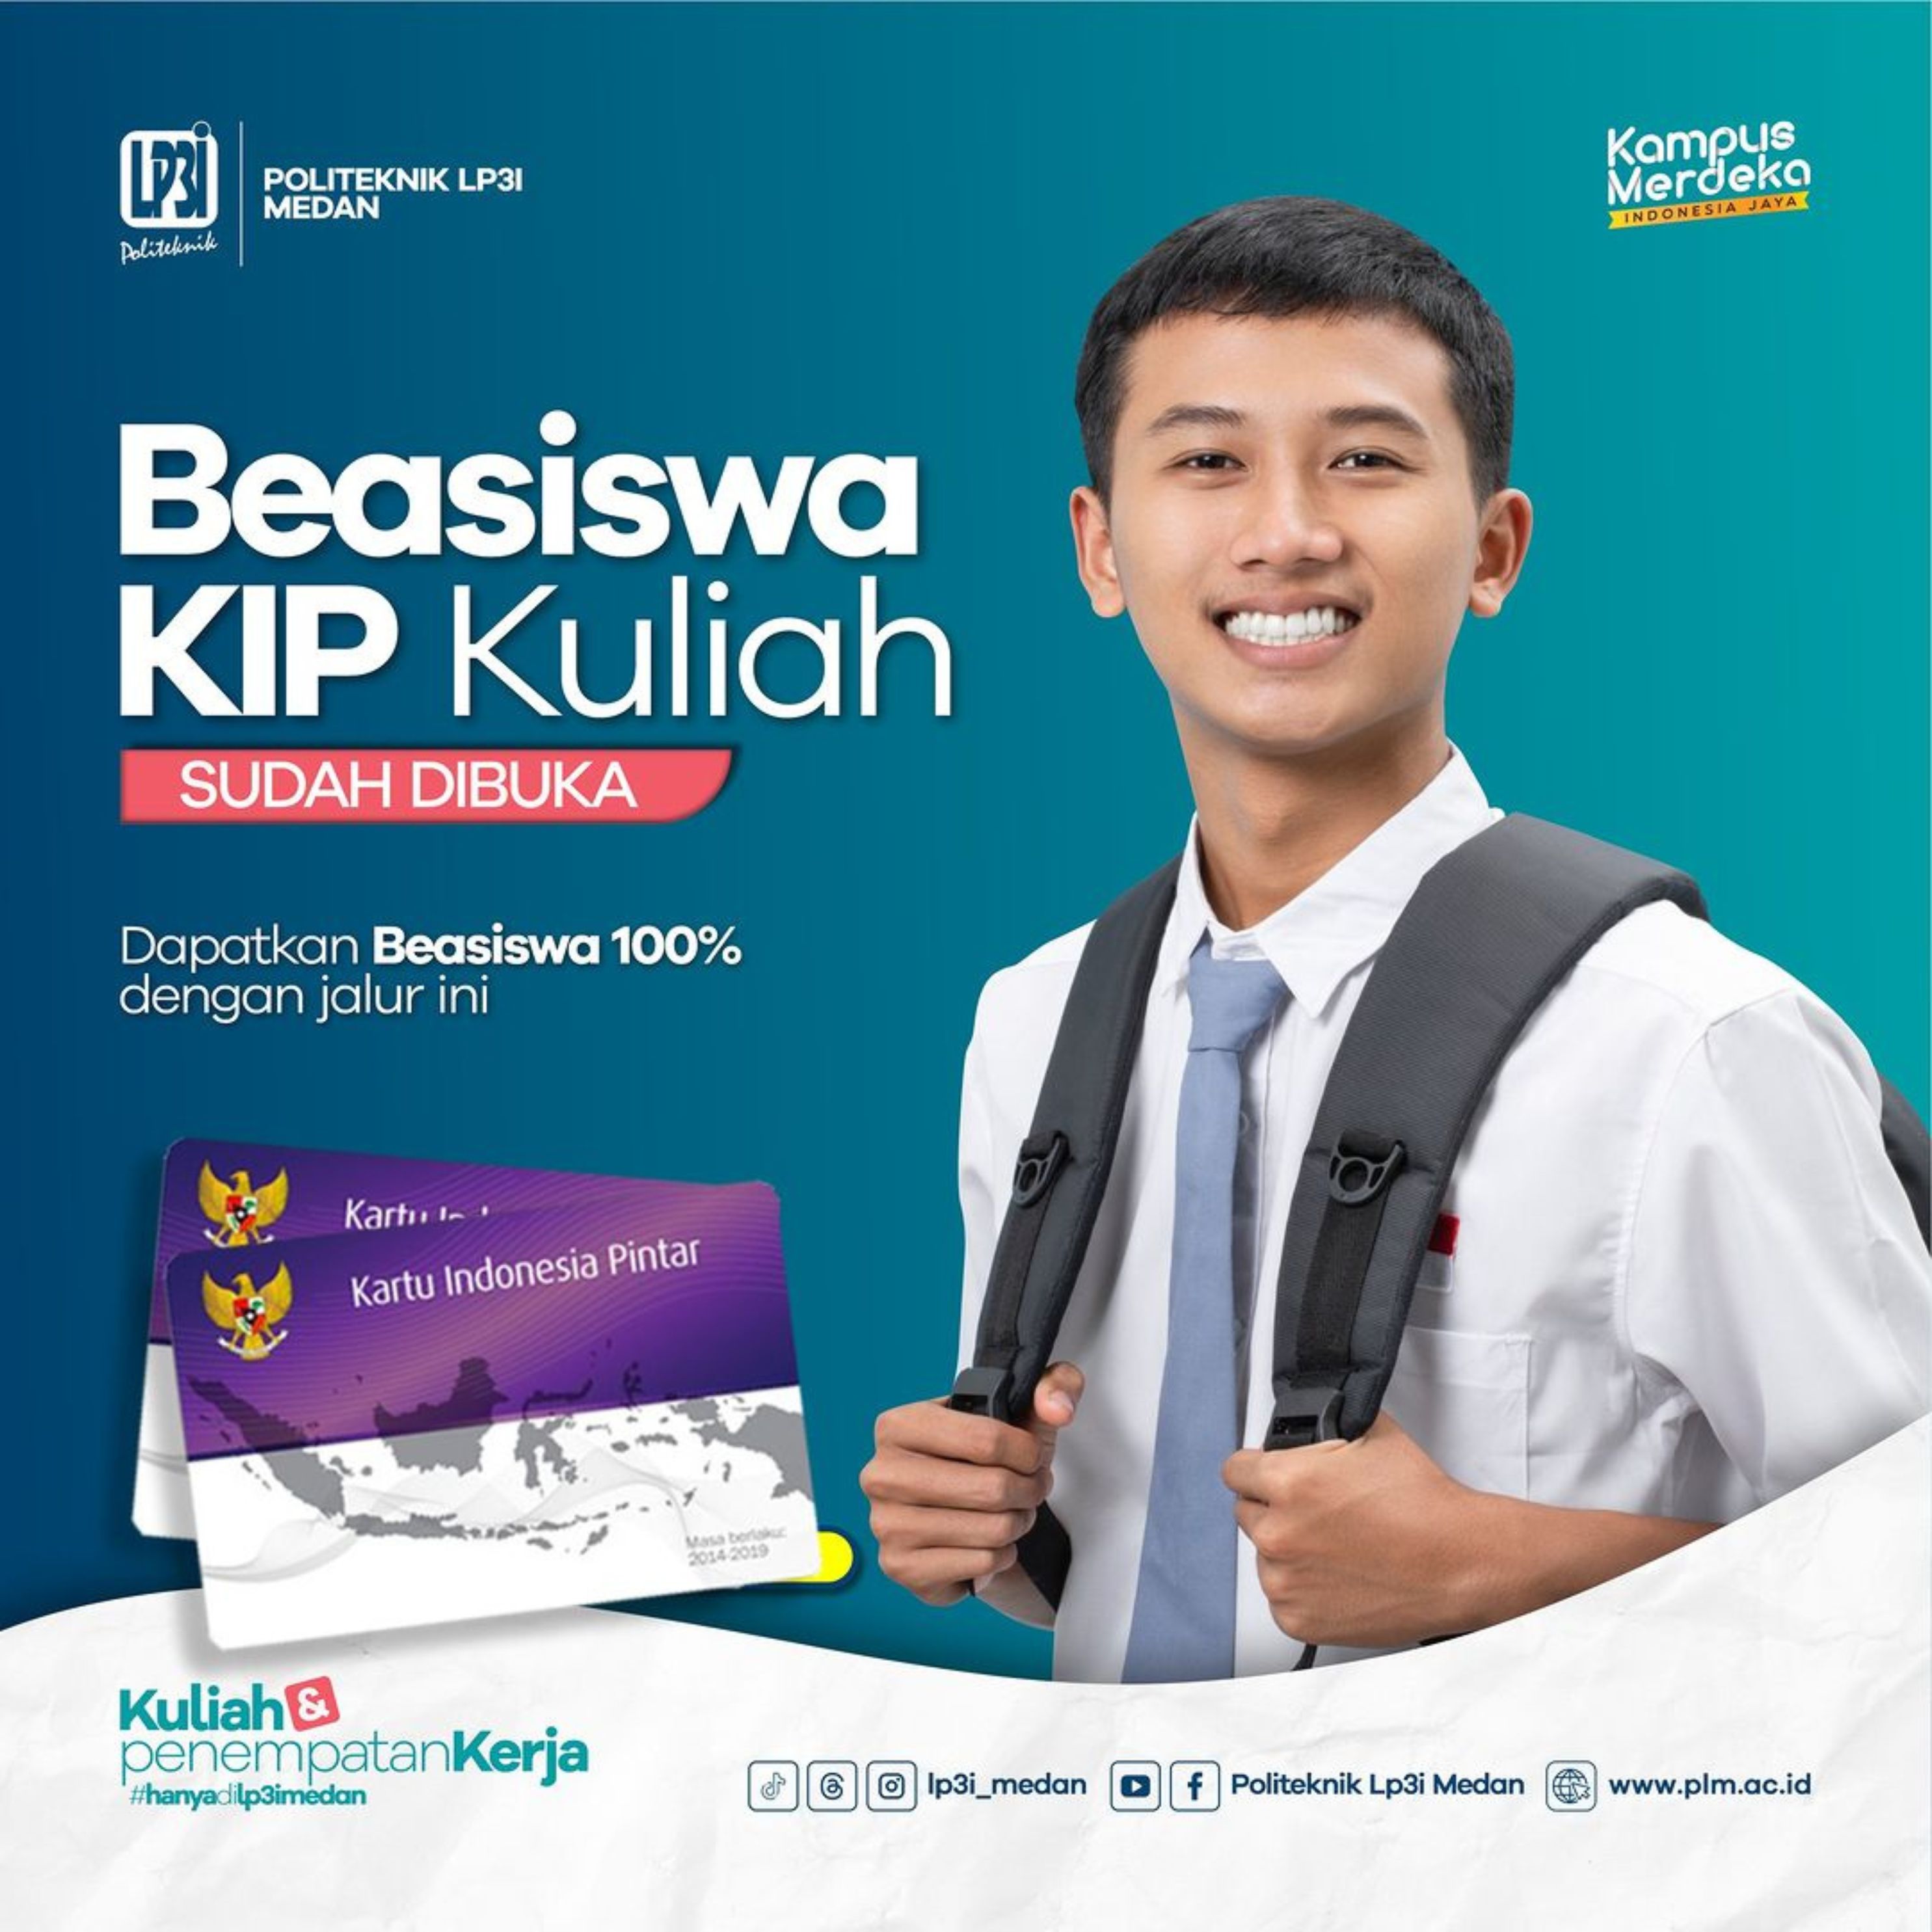 LP3i
Politeknik
POLITEKNIK LP3I
MEDAN
Kampus
Merdeka
INDONESIA JAYA
Beasiswa
KIP Kuliah
SUDAH DIBUKA
Dapatkan Beasiswa 100%
dengan jalur ini
Kartu
Kartu Indonesia Pintar
Masa berlaku:
2014-2019
Kuliah &
penempatanKerja
#hanyadilp3imedan
lp3i_medan
Politeknik Lp3i Medan
www.plm.ac.id